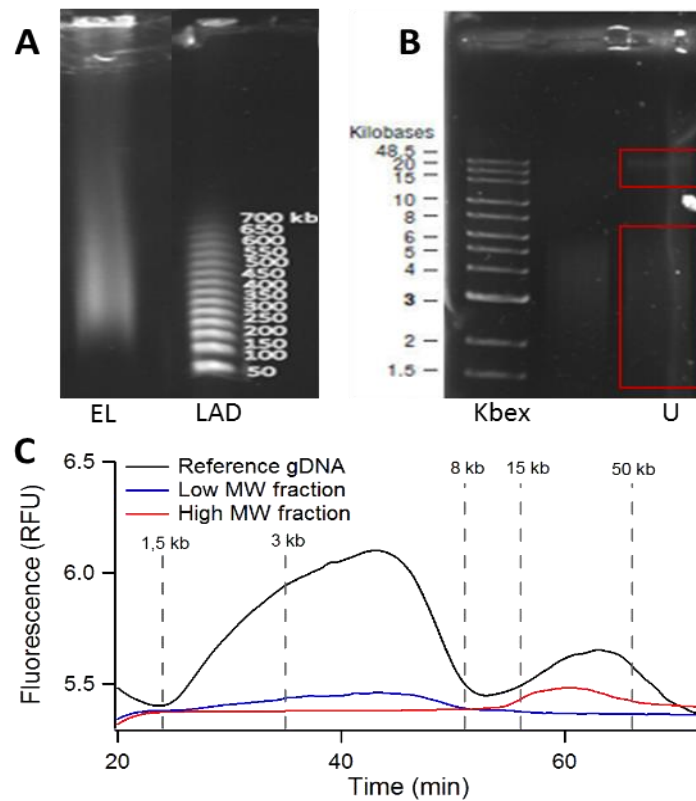 A
700 kb
650
600
550
500
450
400
350
300
250
200
150
100
50
EL LAD
B
Kilobases
48.5
20
15
10
8
6
5
4
3
2
1.5
Kbex U
C
6.5
6.0
5.5
Fluorescence (RFU)
Reference gDNA
Low MW fraction
High MW fraction
1,5 kb
3 kb
8 kb
15 kb
50 kb
20 40 60
Time (min)